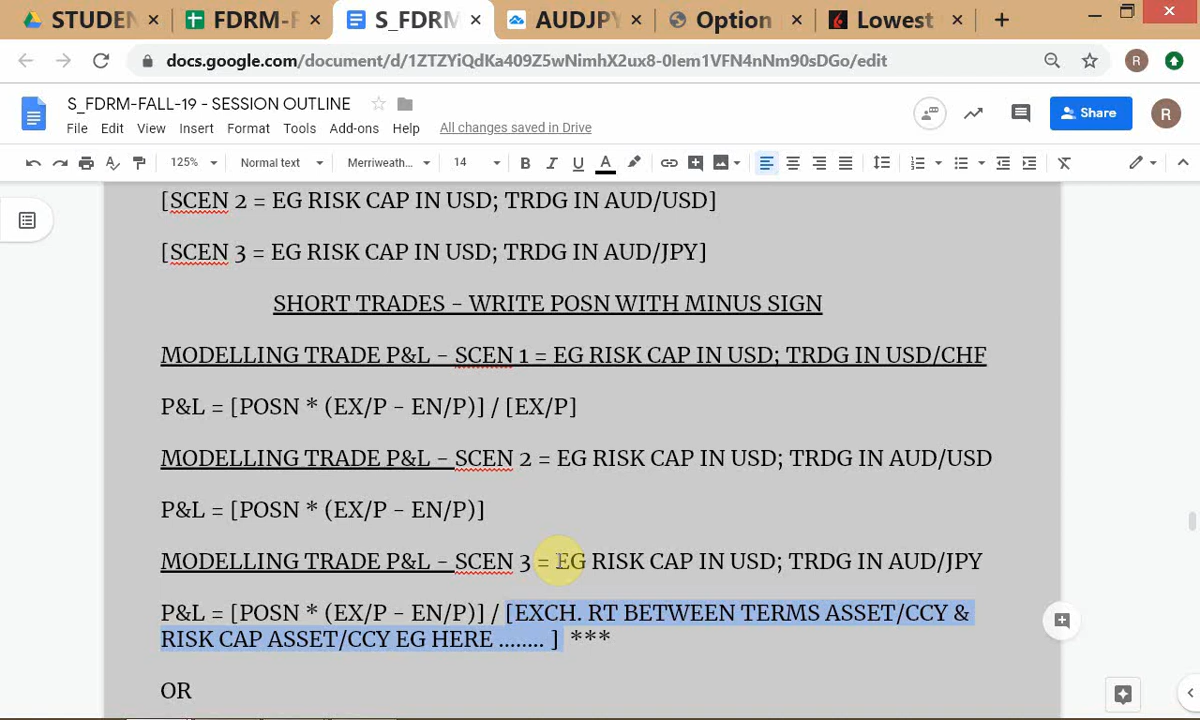 STUDEN
FDRM-F
S_FDRM
AUDJPY
Option
Lowest
docs.google.com/document/d/1ZTZYiQdKa409Z5wNimhX2ux8-0Iem1VFN4nNm90sDGo/edit
R
S_FDRM-FALL-19 - SESSION OUTLINE
File Edit View Insert Format Tools Add-ons Help All changes saved in Drive
Share
R
125% Normal text Merriweath... 14 B I U A
[SCEN 2 = EG RISK CAP IN USD; TRDG IN AUD/USD]
[SCEN 3 = EG RISK CAP IN USD; TRDG IN AUD/JPY]
SHORT TRADES - WRITE POSN WITH MINUS SIGN
MODELLING TRADE P&L - SCEN 1 = EG RISK CAP IN USD; TRDG IN USD/CHF
P&L = [POSN * (EX/P - EN/P)] / [EX/P]
MODELLING TRADE P&L - SCEN 2 = EG RISK CAP IN USD; TRDG IN AUD/USD
P&L = [POSN * (EX/P - EN/P)]
MODELLING TRADE P&L - SCEN 3 = EG RISK CAP IN USD; TRDG IN AUD/JPY
P&L = [POSN * (EX/P - EN/P)] / [EXCH. RT BETWEEN TERMS ASSET/CCY &
RISK CAP ASSET/CCY EG HERE ........ ] ***
OR